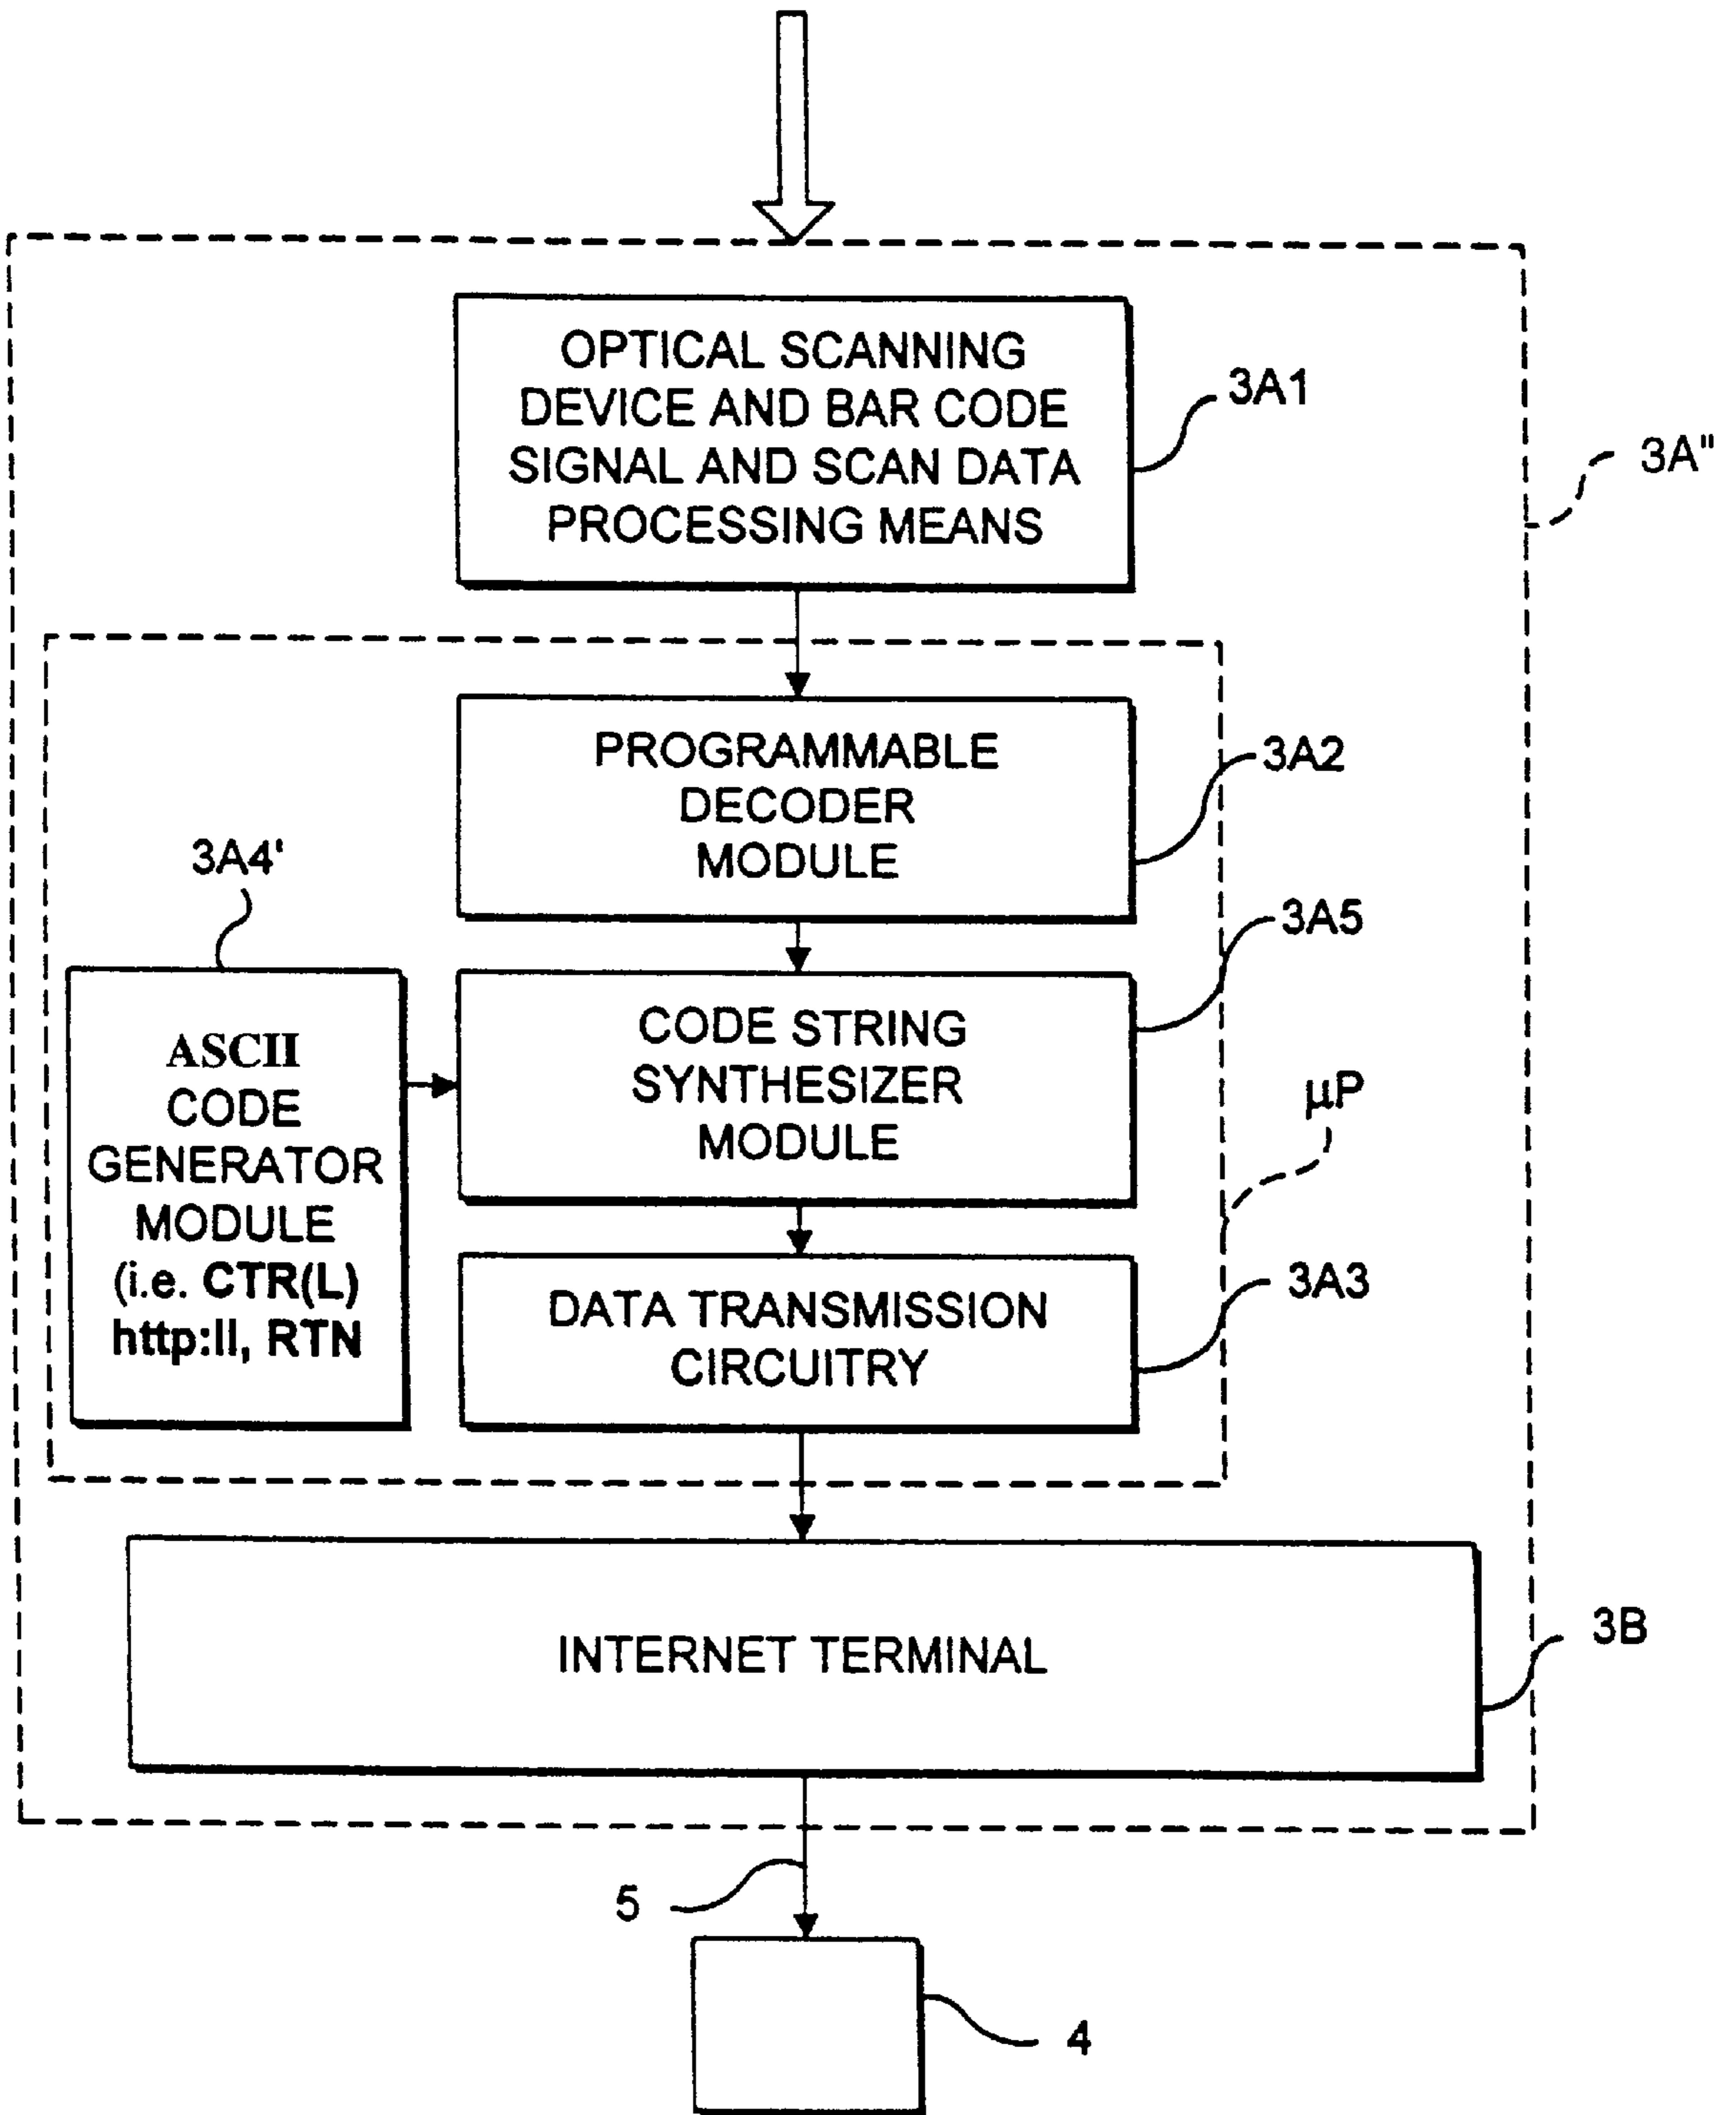 OPTICAL SCANNING
DEVICE AND BAR CODE
SIGNAL AND SCAN DATA
PROCESSING MEANS
3A1
3A"
PROGRAMMABLE
DECODER
MODULE
3A2
3A4'
3A5
ASCII
CODE
GENERATOR
MODULE
(i.e. CTR(L)
http:ll, RTN
CODE STRING
SYNTHESIZER
MODULE
µP
DATA TRANSMISSION
CIRCUITRY
3A3
INTERNET TERMINAL
3B
5
4